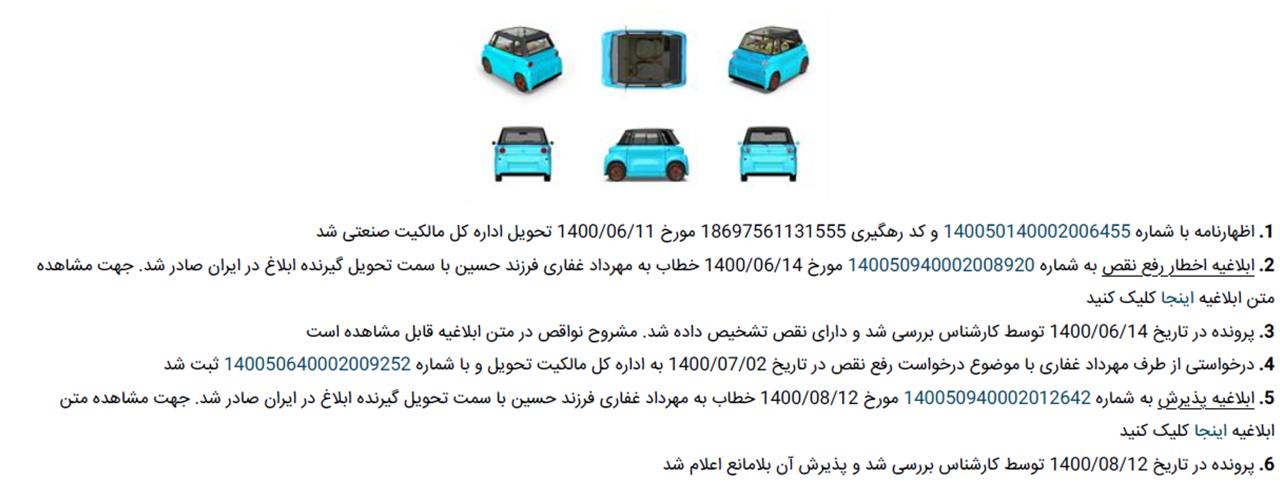 1. اظهارنامه با شماره 140050140002006455 و کد رهگیری 18697561131555 مورخ 1400/06/11 تحویل اداره کل مالکیت صنعتی شد
2. ابلاغیه اخطار رفع نقص به شماره 140050940002008920 مورخ 1400/06/14 خطاب به مهرداد غفاری فرزند حسین با سمت تحویل گیرنده ابلاغ در ایران صادر شد. جهت مشاهده
متن ابلاغیه اینجا کلیک کنید
3. پرونده در تاریخ 1400/06/14 توسط کارشناس بررسی شد و دارای نقص تشخیص داده شد. مشروح نواقص در متن ابلاغیه قابل مشاهده است
4. درخواستی از طرف مهرداد غفاری با موضوع درخواست رفع نقص در تاریخ 1400/07/02 به اداره کل مالکیت تحویل و با شماره 140050640002009252 ثبت شد
5. ابلاغیه پذیرش به شماره 140050940002012642 مورخ 1400/08/12 خطاب به مهرداد غفاری فرزند حسین با سمت تحویل گیرنده ابلاغ در ایران صادر شد. جهت مشاهده متن
ابلاغیه اینجا کلیک کنید
6. پرونده در تاریخ 1400/08/12 توسط کارشناس بررسی شد و پذیرش آن بلامانع اعلام شد